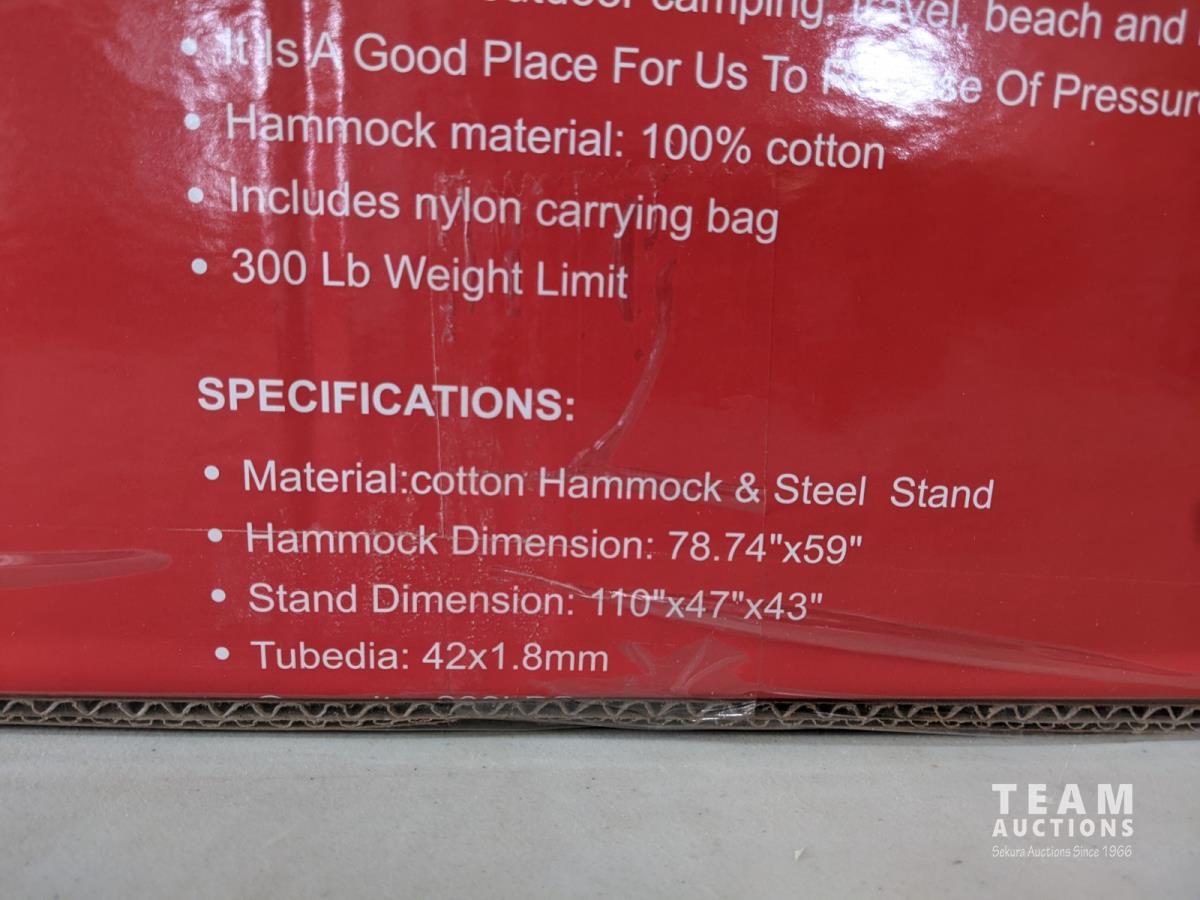 outdoor camping, travel, beach and
• It Is A Good Place For Us To Of Pressur
• Hammock material: 100% cotton
• Includes nylon carrying bag
• 300 Lb Weight Limit
SPECIFICATIONS:
• Material:cotton Hammock & Steel Stand
• Hammock Dimension: 78.74"x59"
• Stand Dimension: 110"x47"x43"
• Tubedia: 42x1.8mm
TEAM
AUCTIONS
Sekura Auctions Since 1966